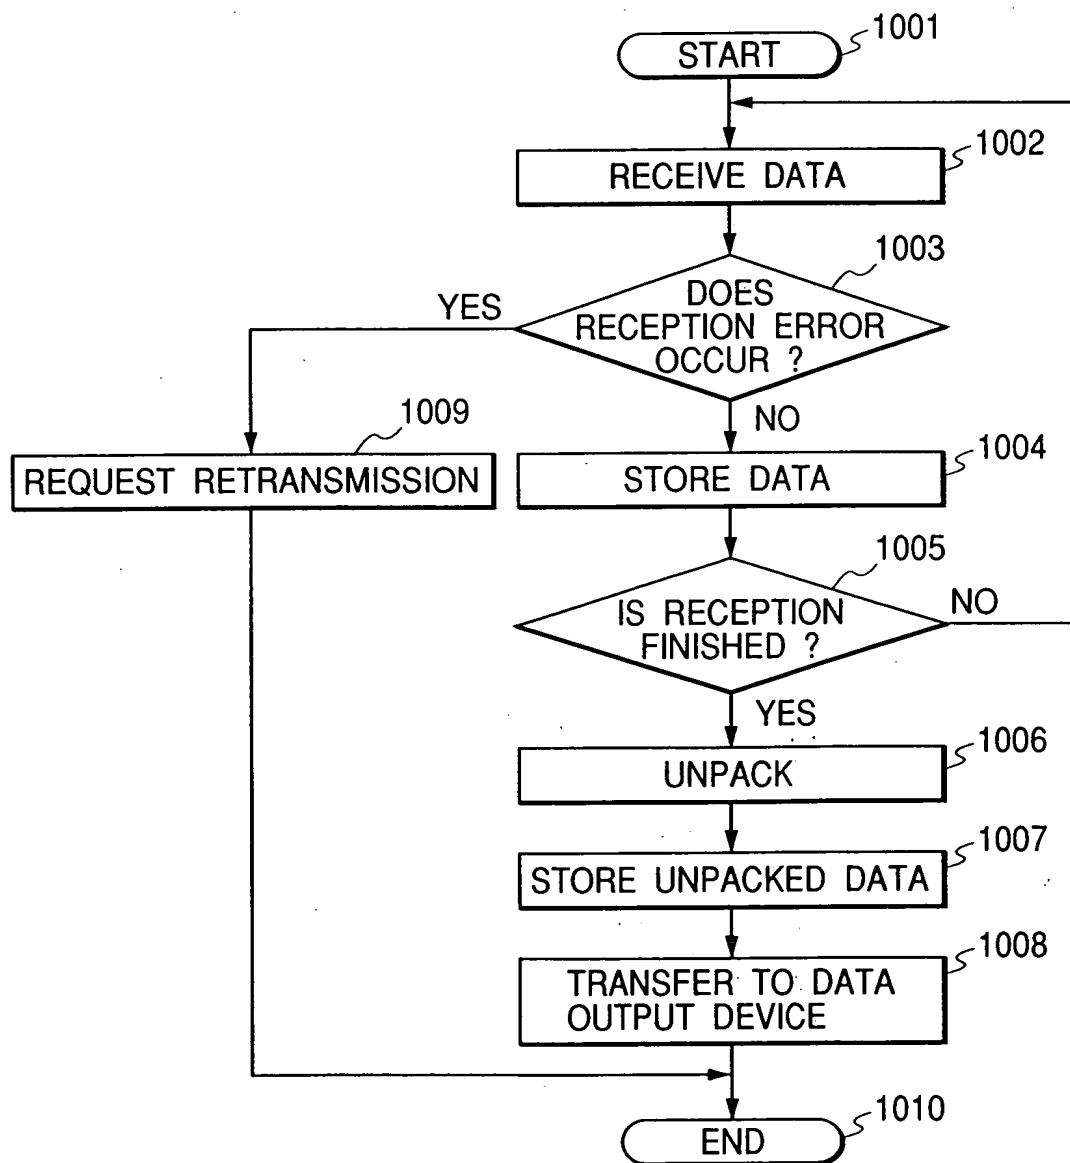 1001
START
1002
RECEIVE DATA
1003
DOES
RECEPTION ERROR
OCCUR ?
YES
NO
1009
REQUEST RETRANSMISSION
1004
STORE DATA
1005
IS RECEPTION
FINISHED ?
NO
YES
1006
UNPACK
1007
STORE UNPACKED DATA
1008
TRANSFER TO DATA
OUTPUT DEVICE
1010
END